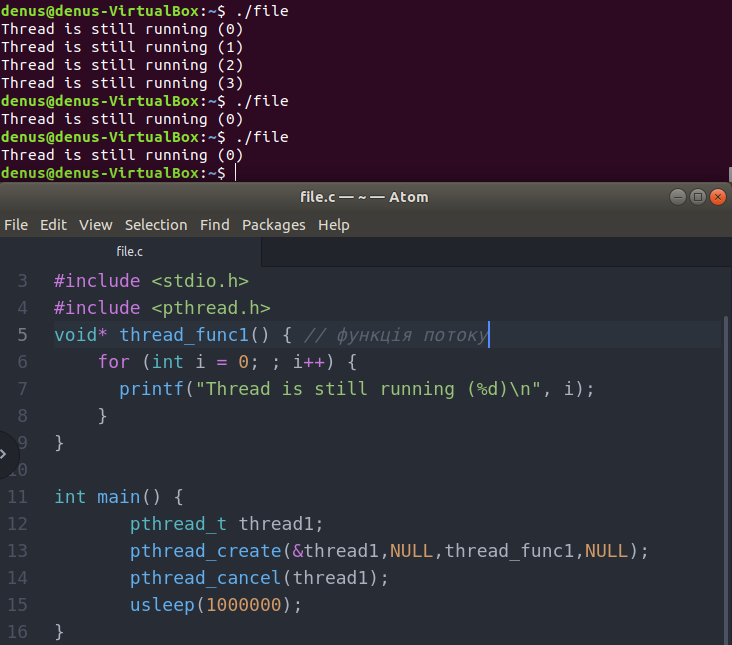 denus@denus-VirtualBox:~$ ./file
Thread is still running (0)
Thread is still running (1)
Thread is still running (2)
Thread is still running (3)
denus@denus-VirtualBox:~$ ./file
Thread is still running (0)
denus@denus-VirtualBox:~$ ./file
Thread is still running (0)
denus@denus-VirtualBox:~$
file.c — ~ — Atom
File Edit View Selection Find Packages Help
file.c
3 #include <stdio.h>
4 #include <pthread.h>
5 void* thread_func1() { // функція потоку
6 for (int i = 0; ; i++) {
7 printf("Thread is still running (%d)\n", i);
8 }
9 }
10
11 int main() {
12 pthread_t thread1;
13 pthread_create(&thread1,NULL,thread_func1,NULL);
14 pthread_cancel(thread1);
15 usleep(1000000);
16 }